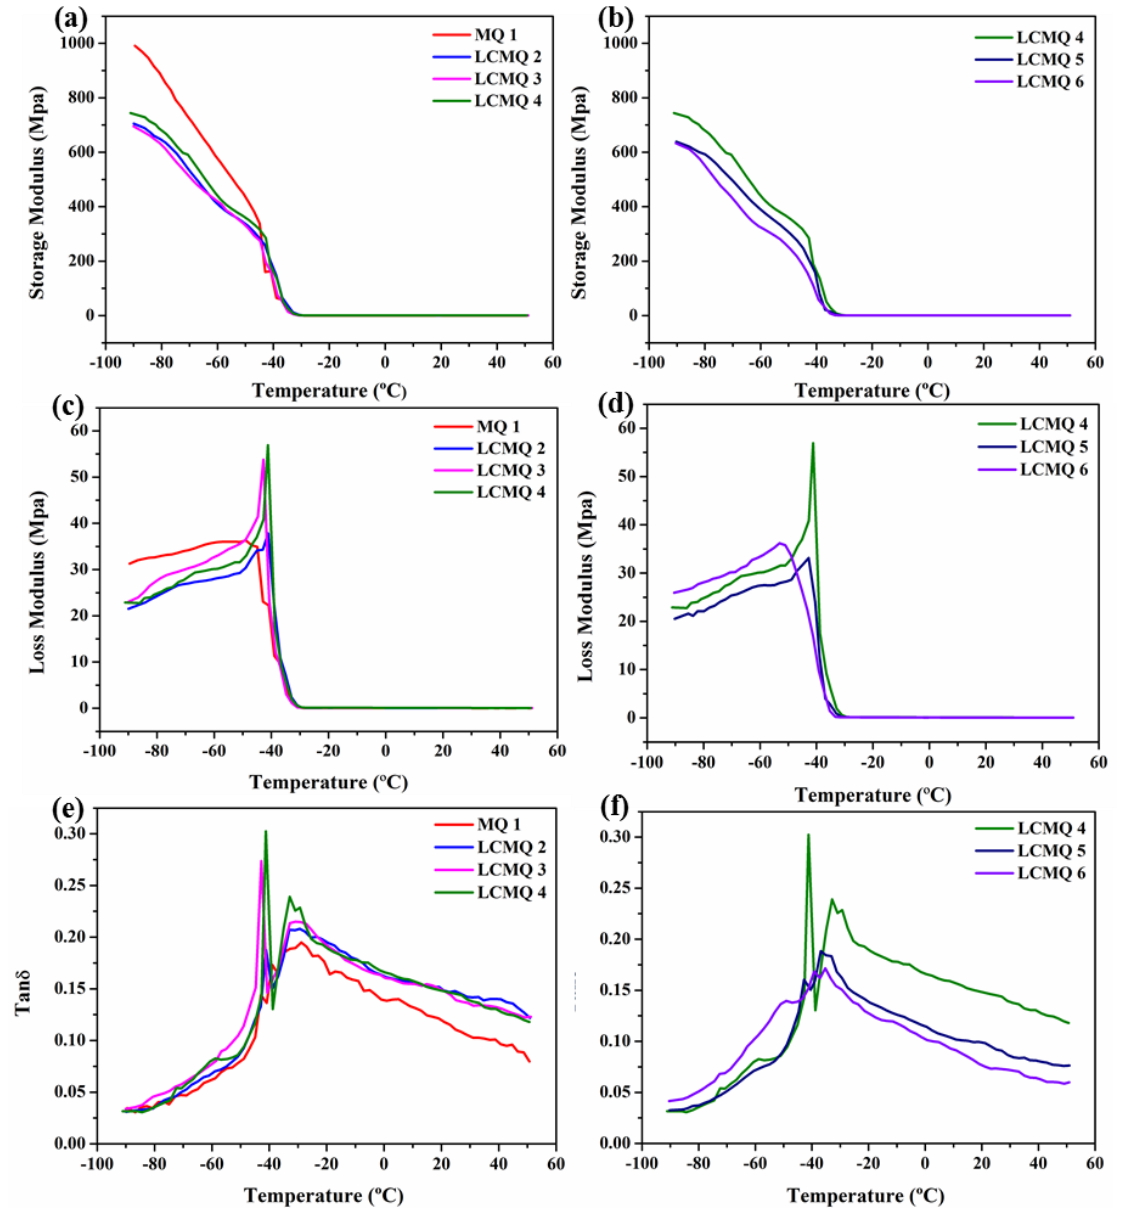 (a)
MQ 1
LCMQ 2
LCMQ 3
LCMQ 4
1000
800
600
400
200
0
Storage Modulus (Mpa)
-100 -80 -60 -40 -20 0 20 40 60
Temperature (ºC)
(b)
LCMQ 4
LCMQ 5
LCMQ 6
1000
800
600
400
200
0
Storage Modulus (Mpa)
-100 -80 -60 -40 -20 0 20 40 60
Temperature (ºC)
(c)
MQ 1
LCMQ 2
LCMQ 3
LCMQ 4
60
50
40
30
20
10
0
Loss Modulus (Mpa)
-100 -80 -60 -40 -20 0 20 40 60
Temperature (ºC)
(d)
LCMQ 4
LCMQ 5
LCMQ 6
60
50
40
30
20
10
0
Loss Modulus (Mpa)
-100 -80 -60 -40 -20 0 20 40 60
Temperature (ºC)
(e)
MQ 1
LCMQ 2
LCMQ 3
LCMQ 4
0.30
0.25
0.20
0.15
0.10
0.05
0.00
Tanδ
-100 -80 -60 -40 -20 0 20 40 60
Temperature (ºC)
(f)
LCMQ 4
LCMQ 5
LCMQ 6
0.30
0.25
0.20
0.15
0.10
0.05
0.00
-100 -80 -60 -40 -20 0 20 40 60
Temperature (ºC)